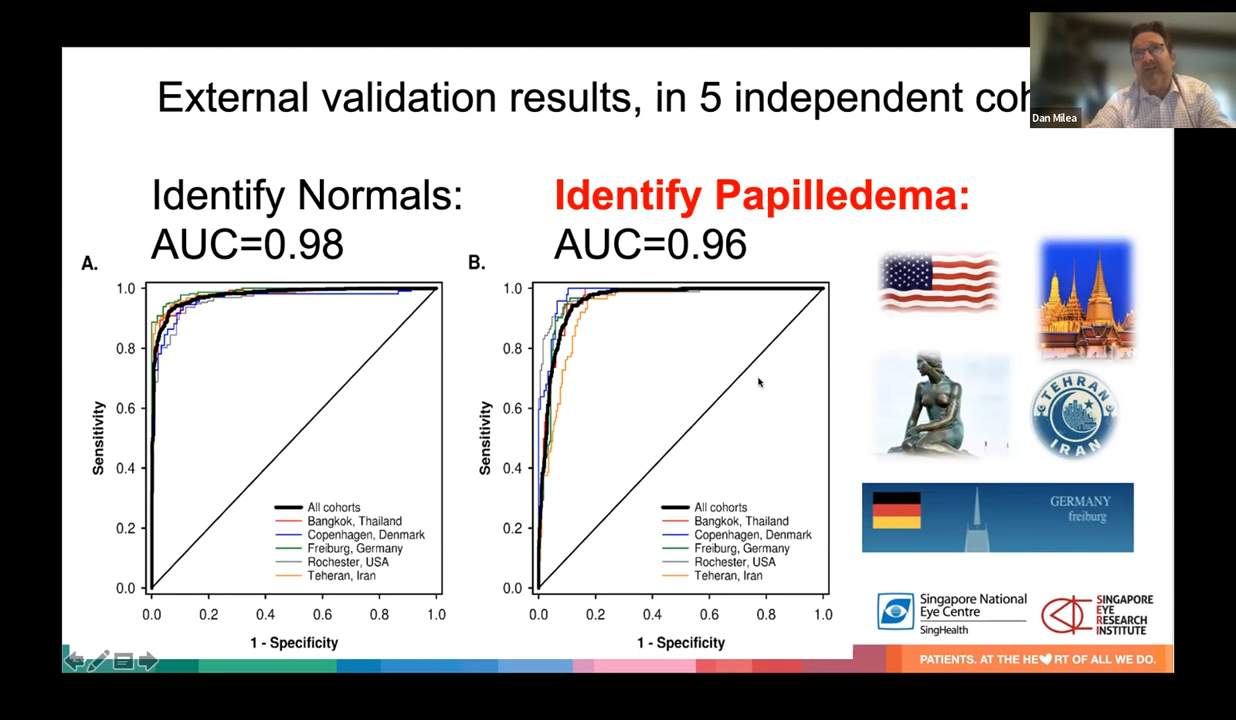 External validation results, in 5 independent coh
Dan Milea
Identify Normals:
AUC=0.98
Identify Papilledema:
AUC=0.96
A.
1.0
0.8
0.6
0.4
0.2
0.0
Sensitivity
All cohorts
Bangkok, Thailand
Copenhagen, Denmark
Freiburg, Germany
Rochester, USA
Teheran, Iran
0.0 0.2 0.4 0.6 0.8 1.0
1 - Specificity
B.
1.0
0.8
0.6
0.4
0.2
0.0
Sensitivity
All cohorts
Bangkok, Thailand
Copenhagen, Denmark
Freiburg, Germany
Rochester, USA
Teheran, Iran
0.0 0.2 0.4 0.6 0.8 1.0
1 - Specificity
TEHRAN
IRAN
GERMANY
freiburg
Singapore National
Eye Centre
SingHealth
SINGAPORE
EYE
RESEARCH
INSTITUTE
PATIENTS. AT THE HE RT OF ALL WE DO.